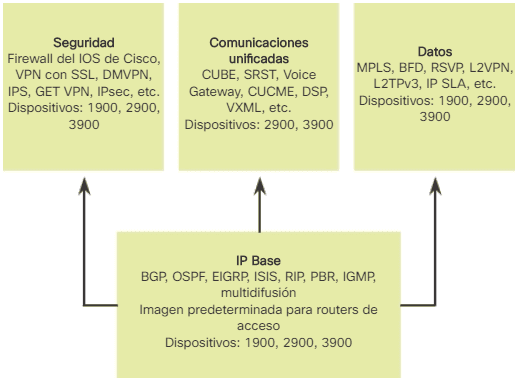 Seguridad
Firewall del IOS de Cisco,
VPN con SSL, DMVPN,
IPS, GET VPN, IPsec, etc.
Dispositivos: 1900, 2900,
3900
Comunicaciones
unificadas
CUBE, SRST, Voice
Gateway, CUCME, DSP,
VXML, etc.
Dispositivos: 2900, 3900
Datos
MPLS, BFD, RSVP, L2VPN,
L2TPv3, IP SLA, etc.
Dispositivos: 1900, 2900,
3900
IP Base
BGP, OSPF, EIGRP, ISIS, RIP, PBR, IGMP,
multidifusión
Imagen predeterminada para routers de
acceso
Dispositivos: 1900, 2900, 3900